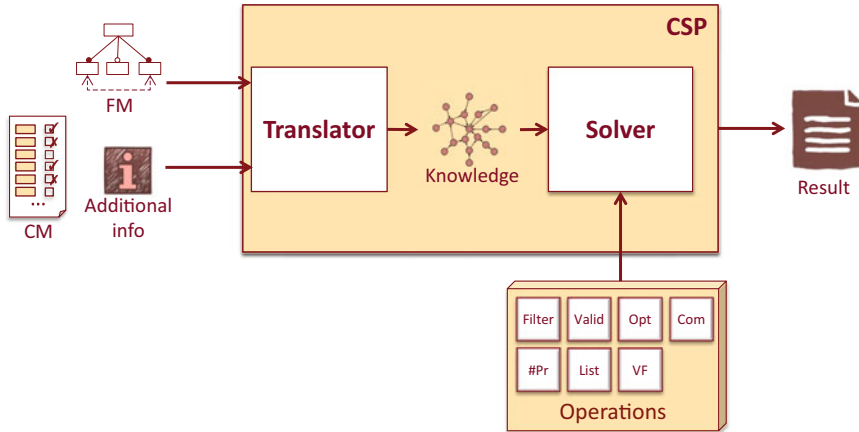 CSP
FM
Translator
Knowledge
Solver
Result
CM
...
Additional
info
Filter
Valid
Opt
Com
#Pr
List
VF
Operations